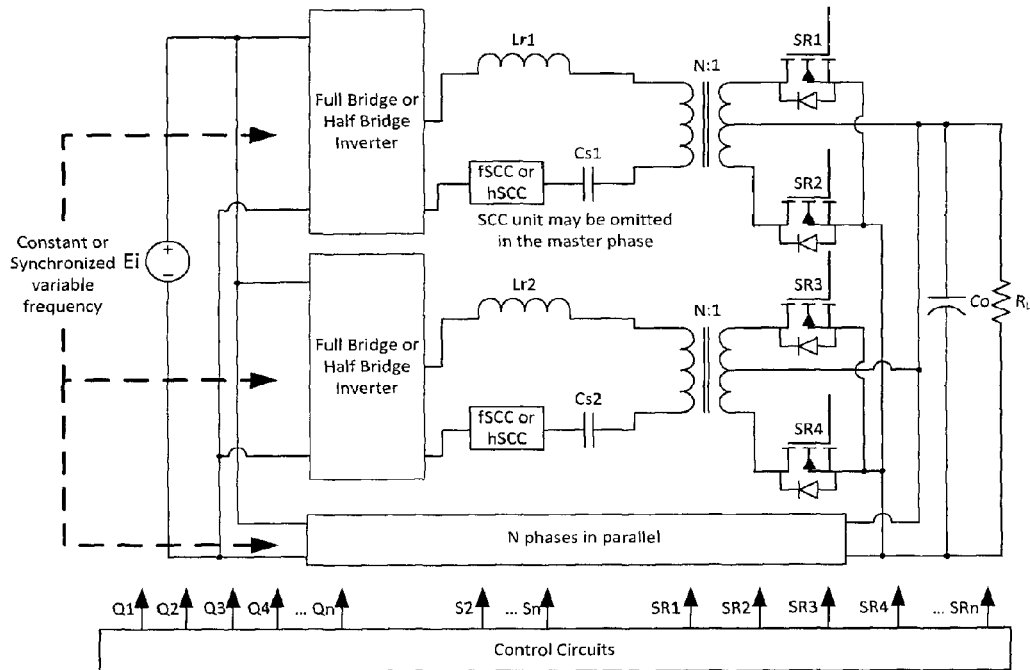 SR1
Lr1
N:1
Full Bridge or
Half Bridge
Inverter
Cs1
fSCC or
hSCC
SR2
SCC unit may be omitted
in the master phase
Constant or
Synchronized
variable
frequency
Ei
+
−
SR3
Lr2
N:1
Co
RL
Full Bridge or
Half Bridge
Inverter
Cs2
fSCC or
hSCC
SR4
N phases in parallel
Q1 Q2 Q3 Q4 ... Qn S2 ... Sn SR1 SR2 SR3 SR4 ... SRn
Control Circuits